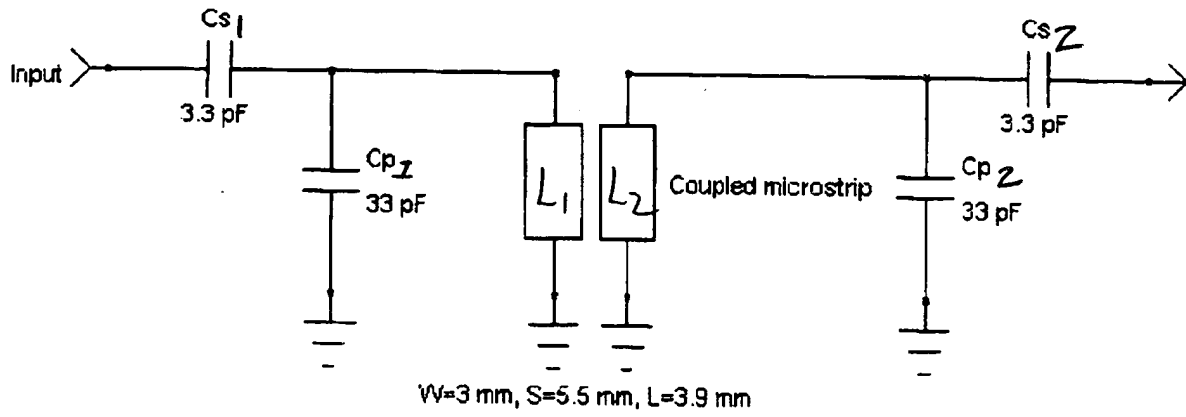 Cs1
Input
3.3 pF
Cp1
33 pF
L1
L2
Coupled microstrip
Cs2
3.3 pF
Cp2
33 pF
W=3 mm, S=5.5 mm, L=3.9 mm